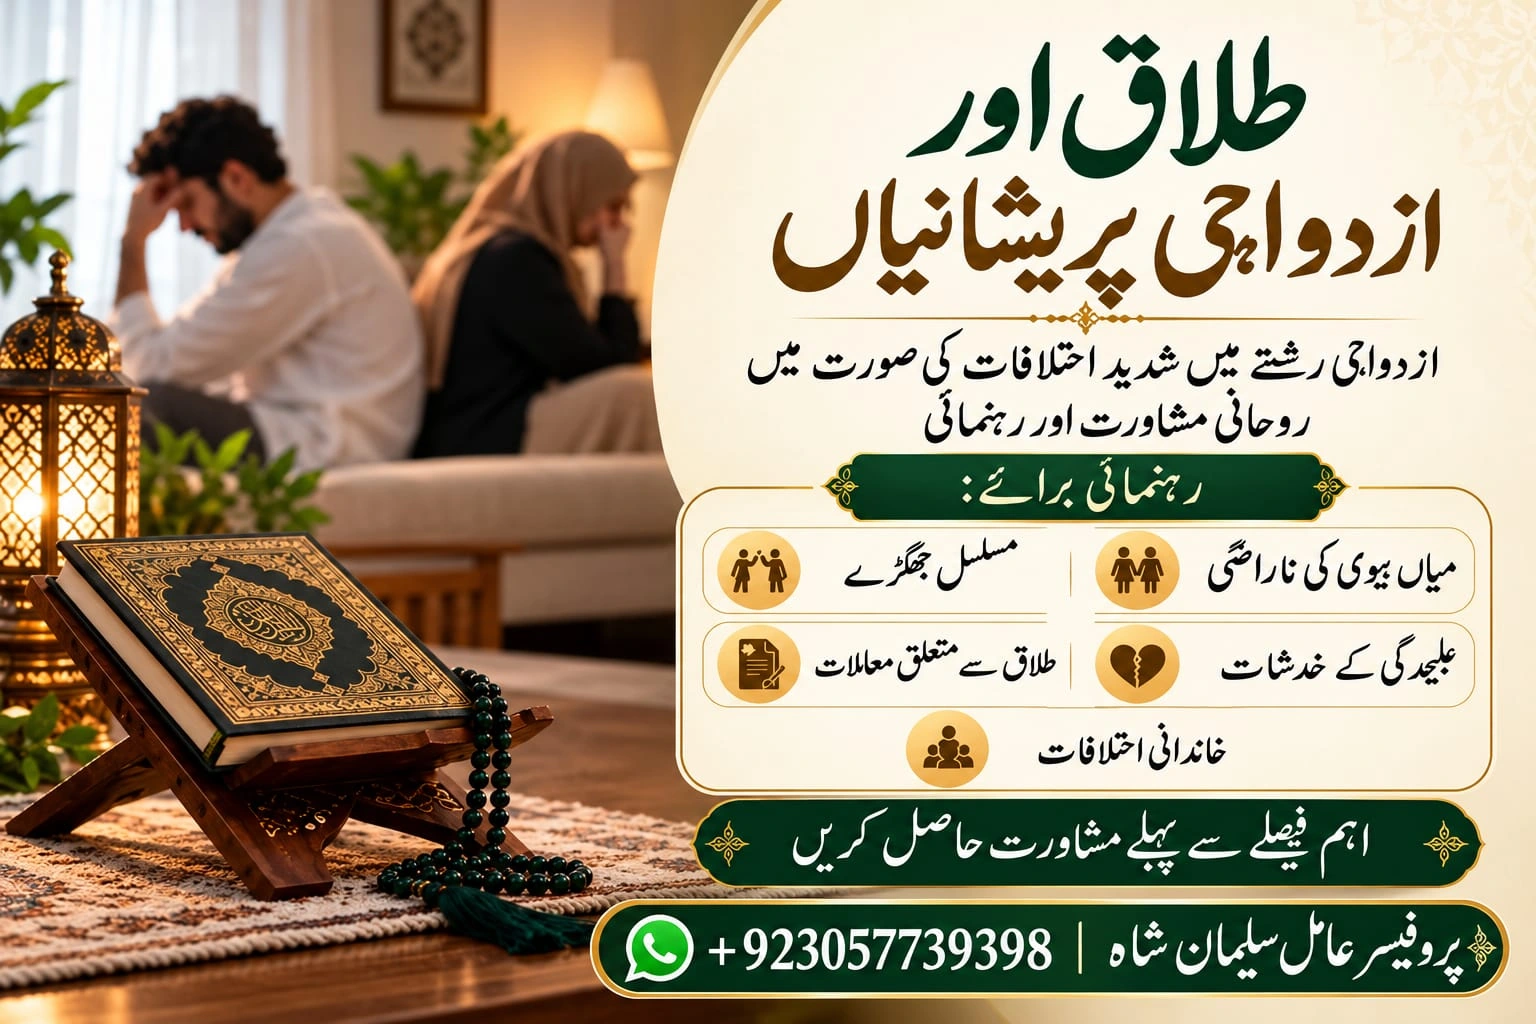 طلاق اور
ازدواجی پریشانیاں
ازدواجی رشتے میں شدید اختلافات کی صورت میں
روحانی مشاورت اور رہنمائی
رہنمائی برائے:
میاں بیوی کی ناراضگی
مسلسل جھگڑے
علیحدگی کے خدشات
طلاق سے متعلق معاملات
خاندانی اختلافات
اہم فیصلے سے پہلے مشاورت حاصل کریں
پروفیسر عامل سلیمان شاہ | +923057739398